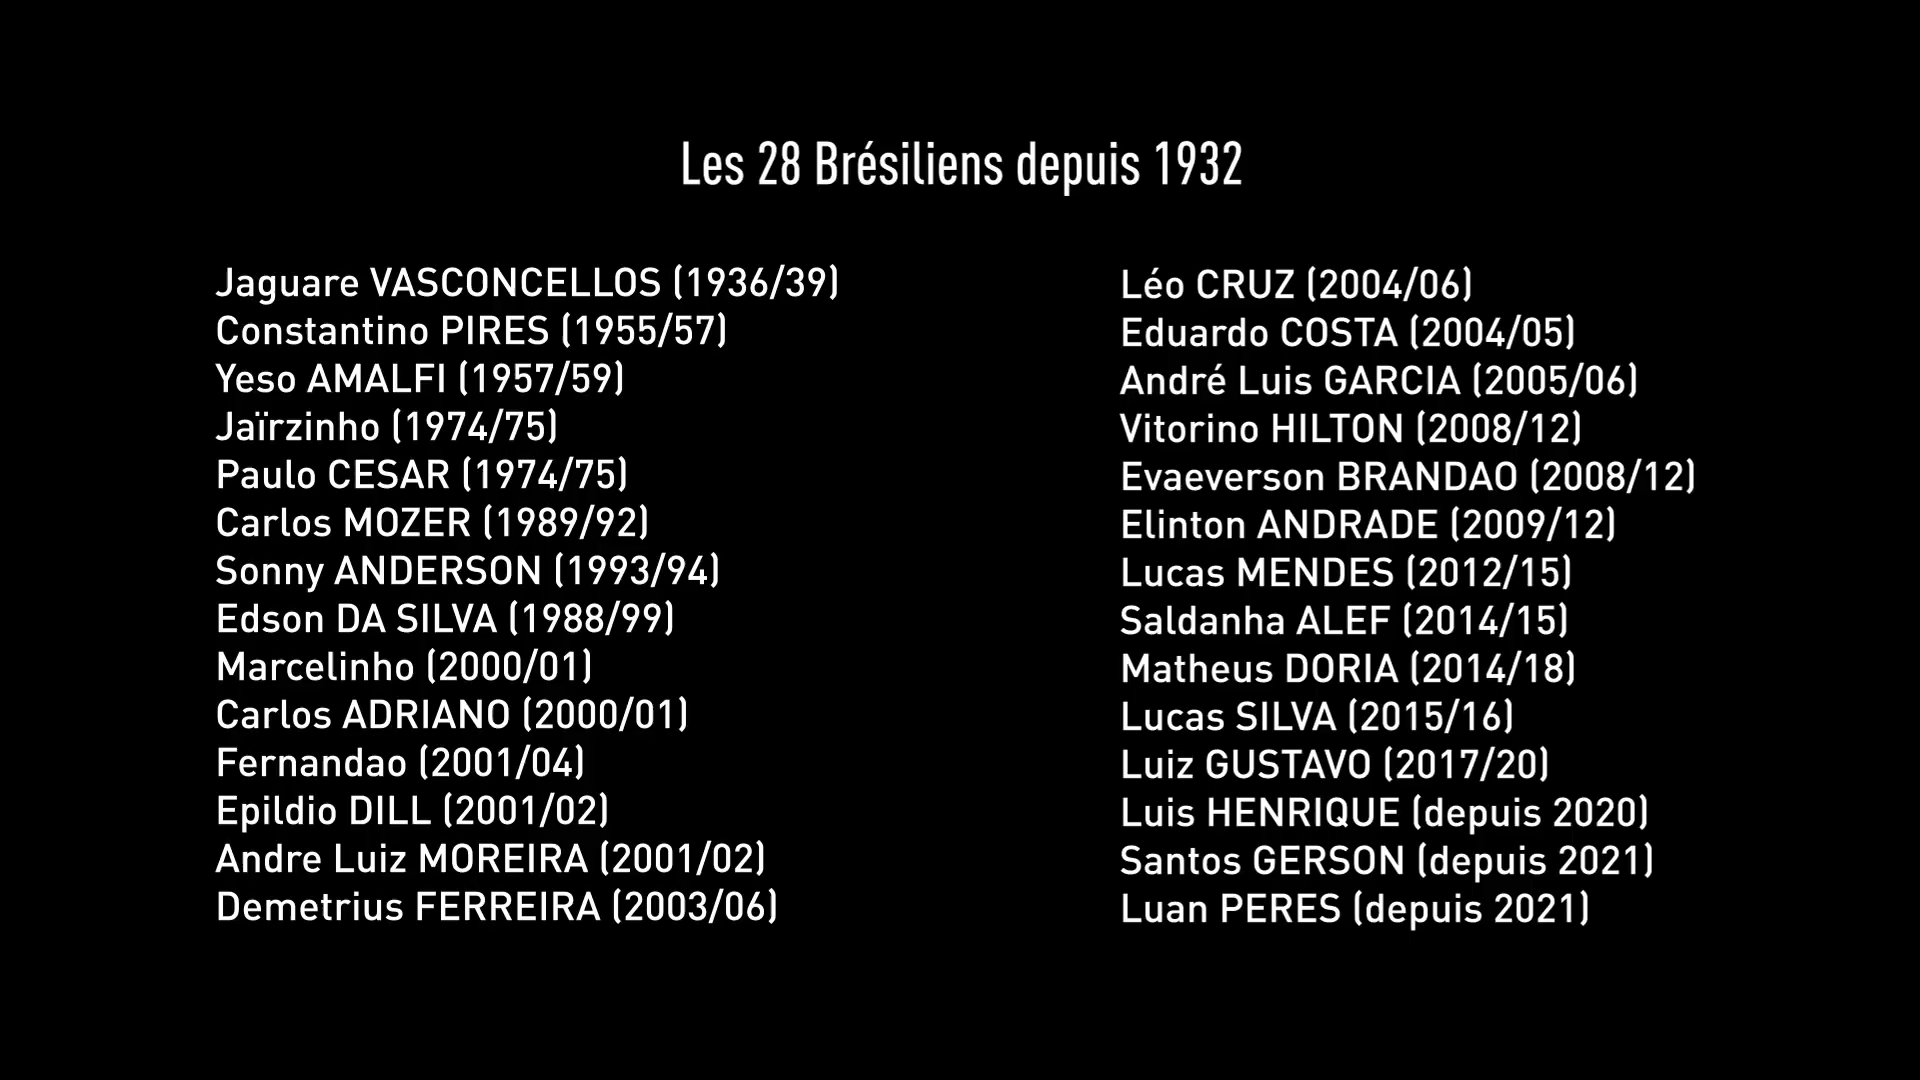 Les 28 Brésiliens depuis 1932
Jaguare VASCONCELLOS (1936/39)
Constantino PIRES (1955/57)
Yeso AMALFI (1957/59)
Jaïrzinho (1974/75)
Paulo CESAR (1974/75)
Carlos MOZER (1989/92)
Sonny ANDERSON (1993/94)
Edson DA SILVA (1988/99)
Marcelinho (2000/01)
Carlos ADRIANO (2000/01)
Fernandao (2001/04)
Epildio DILL (2001/02)
Andre Luiz MOREIRA (2001/02)
Demetrius FERREIRA (2003/06)
Léo CRUZ (2004/06)
Eduardo COSTA (2004/05)
André Luis GARCIA (2005/06)
Vitorino HILTON (2008/12)
Evaeverson BRANDAO (2008/12)
Elinton ANDRADE (2009/12)
Lucas MENDES (2012/15)
Saldanha ALEF (2014/15)
Matheus DORIA (2014/18)
Lucas SILVA (2015/16)
Luiz GUSTAVO (2017/20)
Luis HENRIQUE (depuis 2020)
Santos GERSON (depuis 2021)
Luan PERES (depuis 2021)